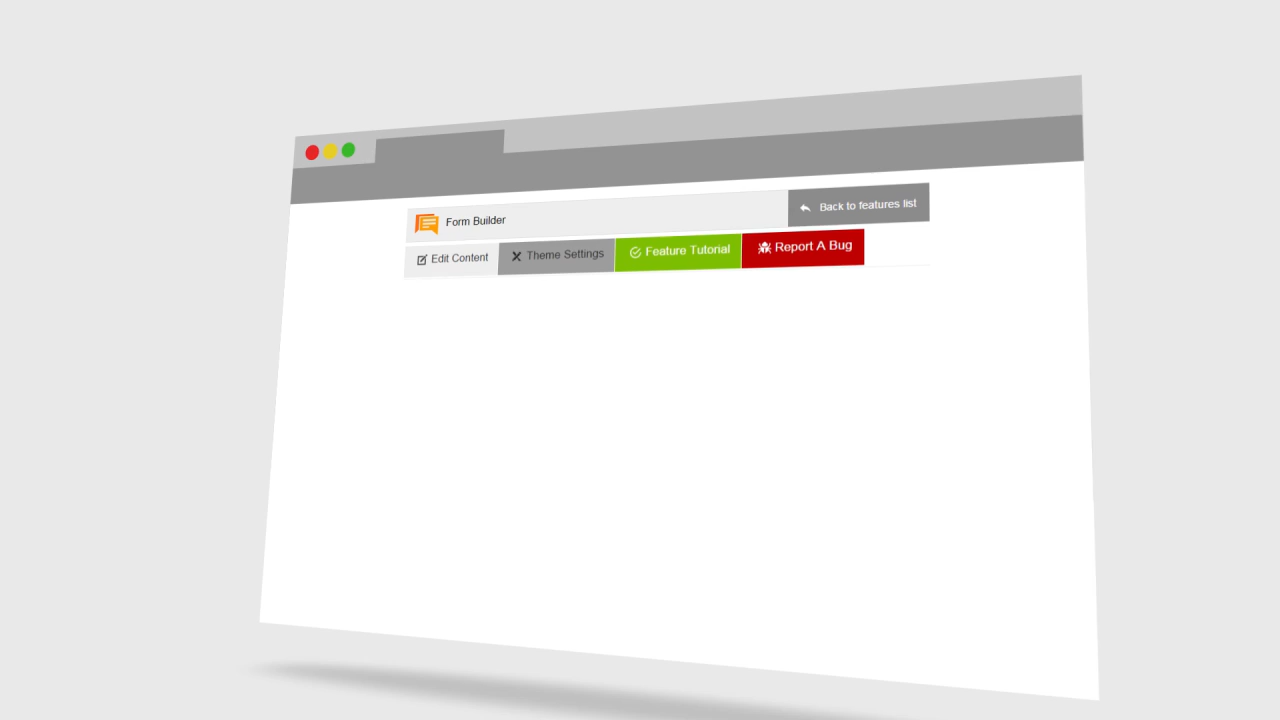 Form Builder
Back to features list
Edit Content
Theme Settings
Feature Tutorial
Report A Bug